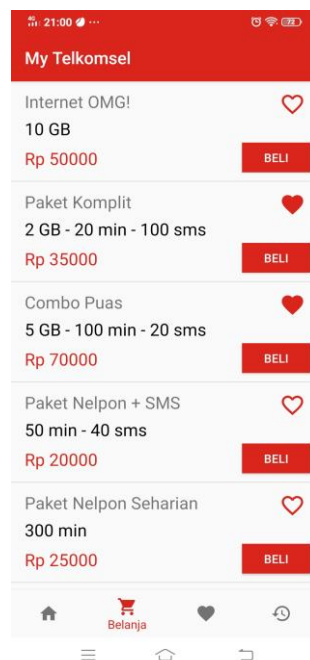 4G 21:00 ···
72
My Telkomsel
Internet OMG!
10 GB
Rp 50000
BELI
Paket Komplit
2 GB - 20 min - 100 sms
Rp 35000
BELI
Combo Puas
5 GB - 100 min - 20 sms
Rp 70000
BELI
Paket Nelpon + SMS
50 min - 40 sms
Rp 20000
BELI
Paket Nelpon Seharian
300 min
Rp 25000
BELI
Belanja